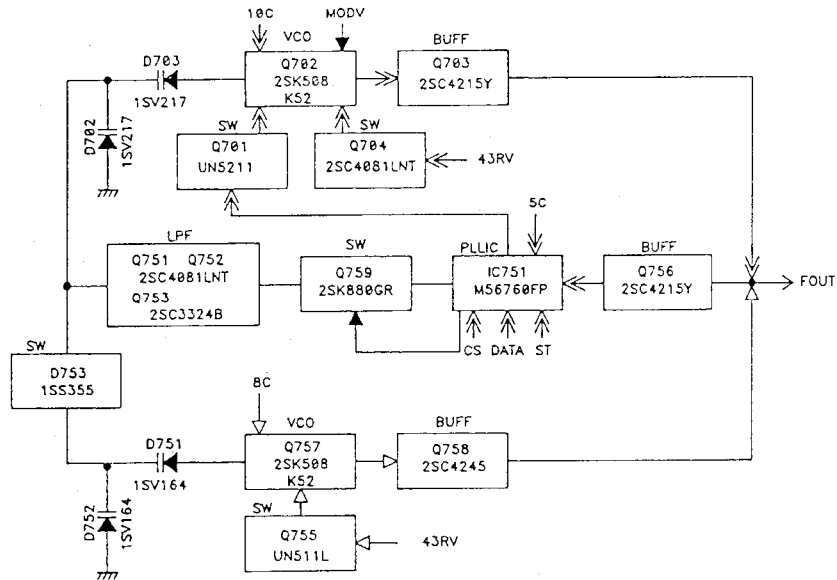 10C
MODV
VCO
Q702
2SK508
K52
BUFF
Q703
2SC4215Y
D703
1SV217
D702
1SV217
SW
Q701
UN5211
SW
Q704
2SC4081LNT
43RV
5C
LPF
Q751 Q752
2SC4081LNT
Q753
2SC3324B
SW
Q759
2SK880GR
PLLIC
IC751
M56760FP
BUFF
Q756
2SC4215Y
FOUT
CS DATA ST
SW
D753
1SS355
8C
VCO
Q757
2SK508
K52
BUFF
Q758
2SC4245
D751
1SV164
D752
1SV164
SW
Q755
UN511L
43RV